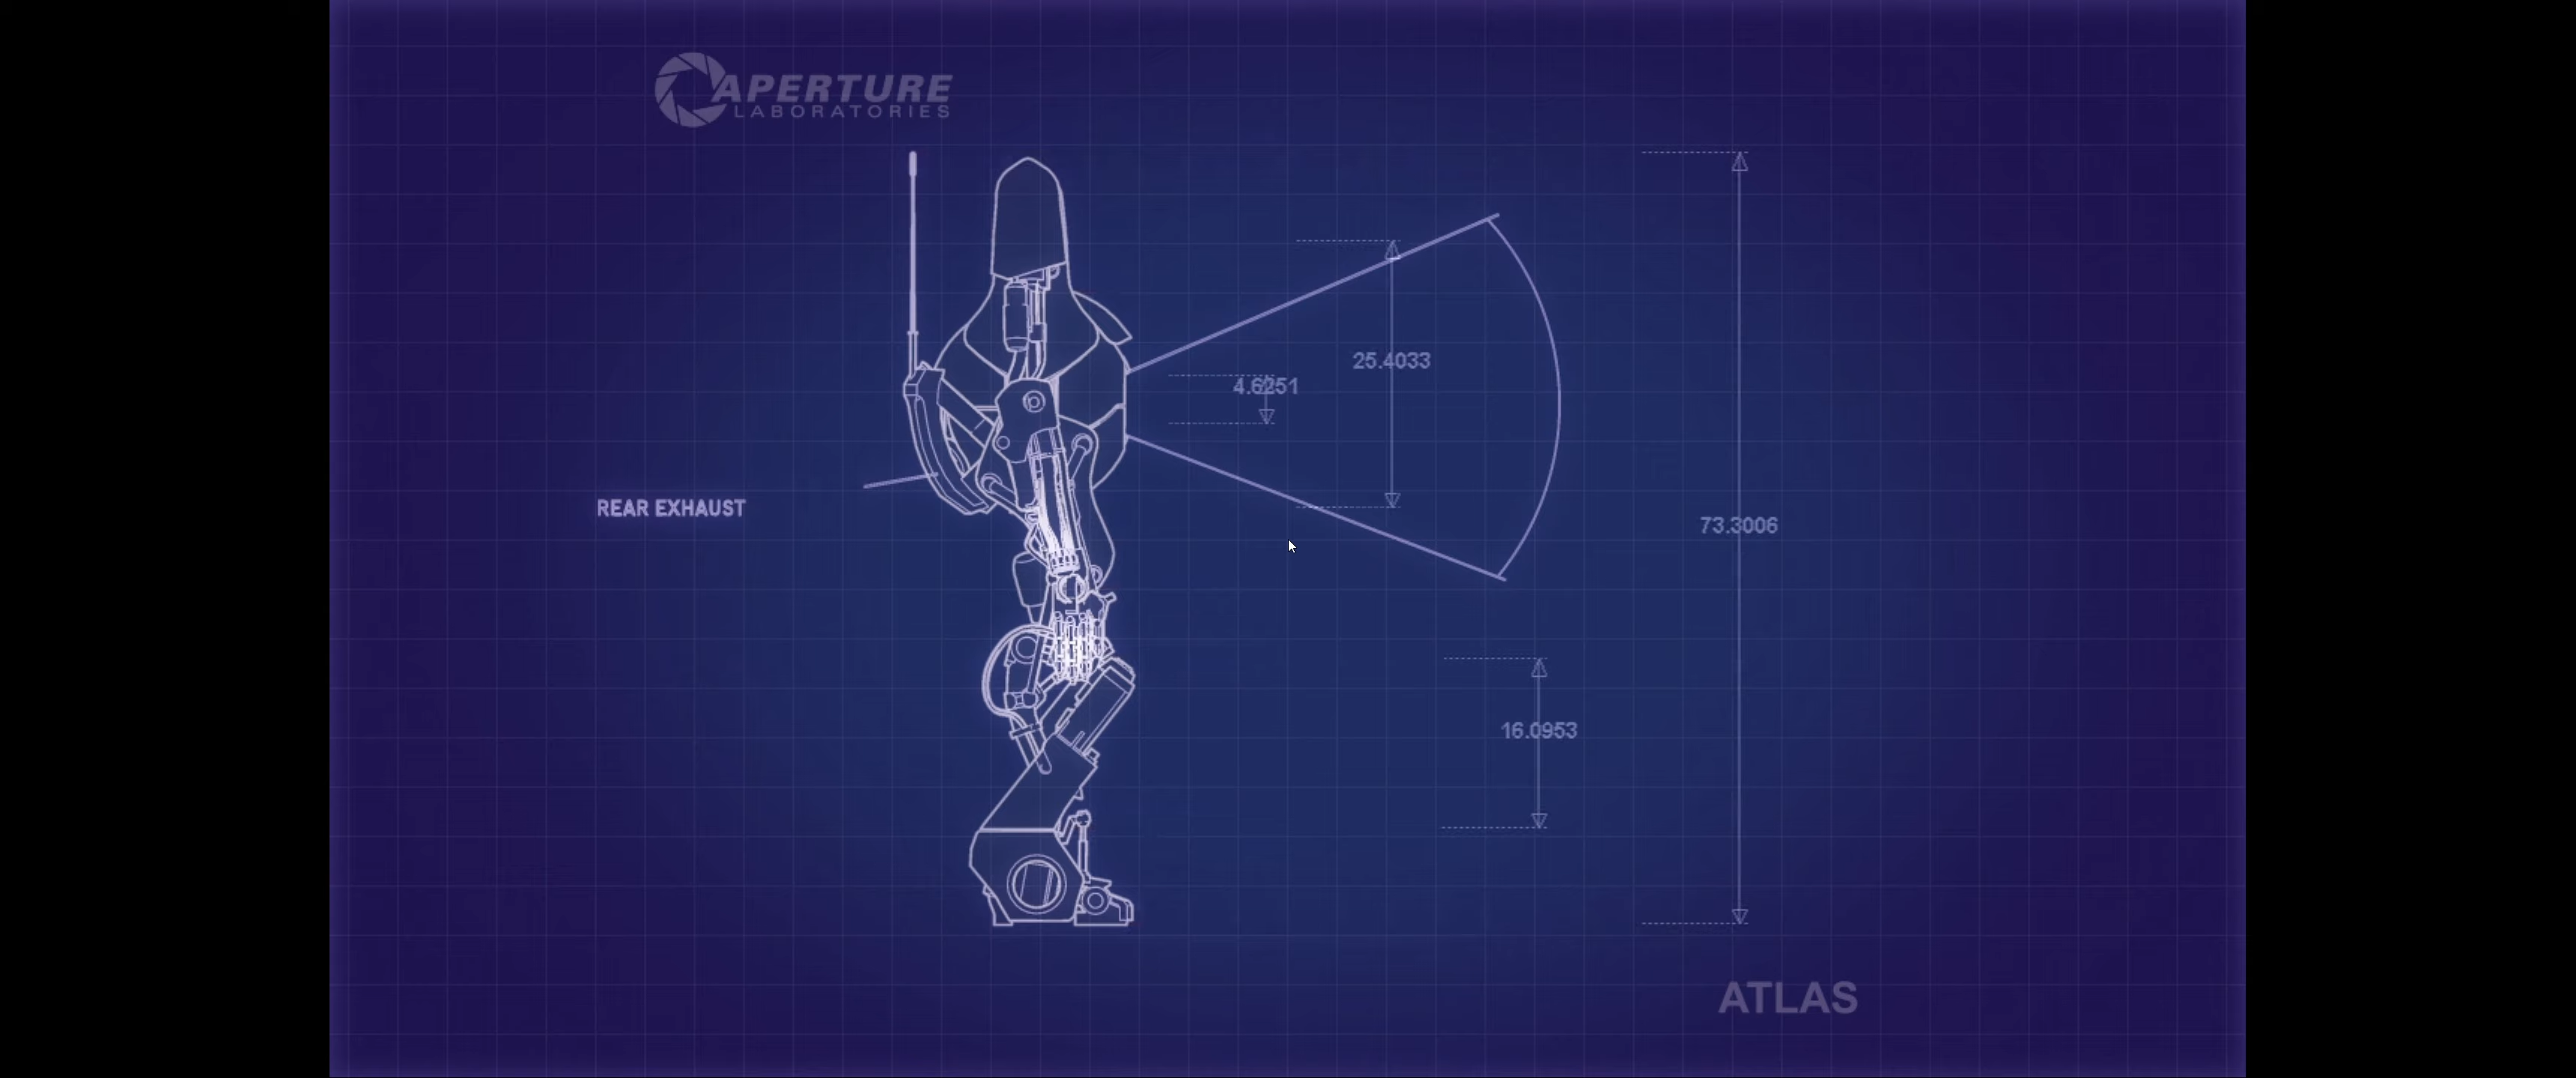 APERTURE
LABORATORIES
25.4033
4.6251
REAR EXHAUST
73.3006
16.0953
ATLAS